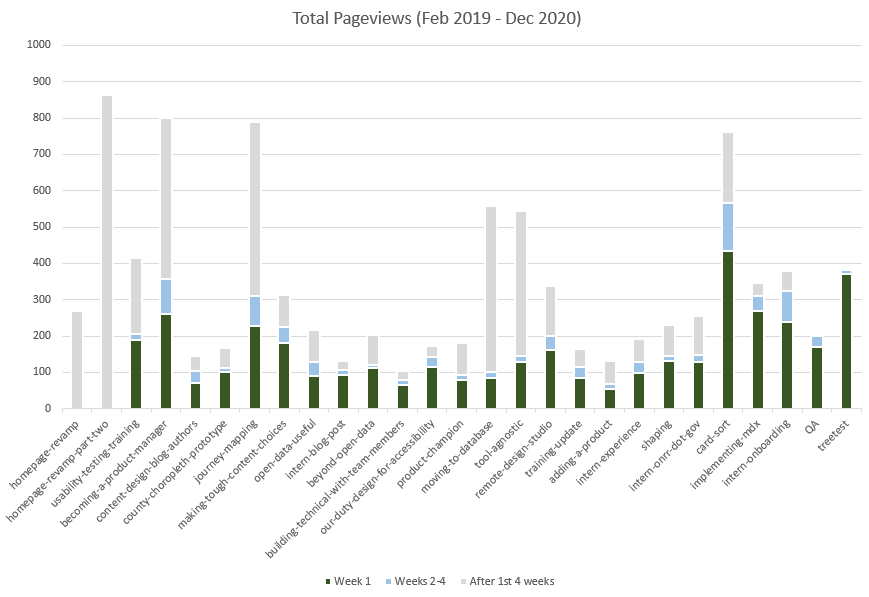 Total Pageviews (Feb 2019 - Dec 2020)
1000
900
800
700
600
500
400
300
200
100
0
homepage-revamp
homepage-revamp-part-two
usability-testing-training
becoming-a-product-manager
content-design-blog-authors
county-choropleth-prototype
journey-mapping
making-tough-content-choices
open-data-useful
intern-blog-post
beyond-open-data
building-technical-with-team-members
our-duty-design-for-accessibility
product-champion
moving-to-database
tool-agnostic
remote-design-studio
training-update
adding-a-product
intern-experience
shaping
intern-onrr-dot-gov
card-sort
implementing-mdx
intern-onboarding
QA
treetest
Week 1 Weeks 2-4 After 1st 4 weeks